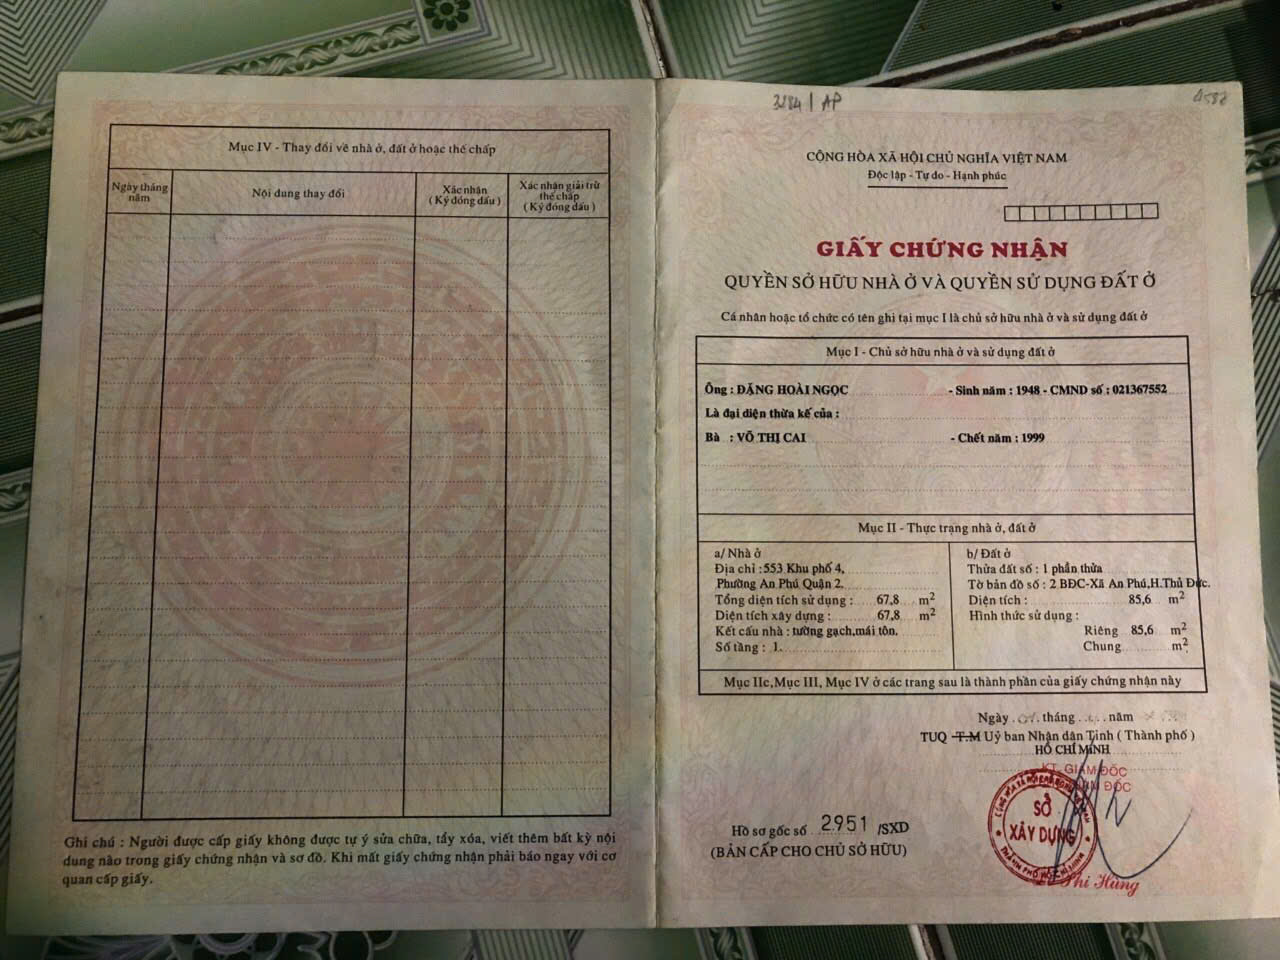 Mục IV - Thay đổi về nhà ở, đất ở hoặc thế chấp
Ngày tháng năm
Nội dung thay đổi
Xác nhận
( Ký đóng dấu )
Xác nhận giải trừ
thế chấp
( Ký đóng dấu )
Ghi chú : Người được cấp giấy không được tự ý sửa chữa, tẩy xóa, viết thêm bất kỳ nội
dung nào trong giấy chứng nhận và sơ đồ. Khi mất giấy chứng nhận phải báo ngay với cơ
quan cấp giấy.
3284 / AP
4587
CỘNG HÒA XÃ HỘI CHỦ NGHĨA VIỆT NAM
Độc lập - Tự do - Hạnh phúc
GIẤY CHỨNG NHẬN
QUYỀN SỞ HỮU NHÀ Ở VÀ QUYỀN SỬ DỤNG ĐẤT Ở
Cá nhân hoặc tổ chức có tên ghi tại mục I là chủ sở hữu nhà ở và sử dụng đất ở
Mục I - Chủ sở hữu nhà ở và sử dụng đất ở
Ông : ĐẶNG HOÀI NGỌC - Sinh năm : 1948 - CMND số : 021367552
Là đại diện thừa kế của :
Bà : VÕ THỊ CAI - Chết năm : 1999
Mục II - Thực trạng nhà ở, đất ở
a/ Nhà ở
Địa chỉ :553 Khu phố 4,
Phường An Phú Quận 2.
Tổng diện tích sử dụng : 67,8 m2
Diện tích xây dựng : 67,8 m2
Kết cấu nhà : tường gạch,mái tôn.
Số tầng : 1.
b/ Đất ở
Thửa đất số : 1 phần thửa
Tờ bản đồ số : 2 BĐC-Xã An Phú,H.Thủ Đức.
Diện tích : 85,6 m2
Hình thức sử dụng :
Riêng 85,6 m2
Chung m2
Mục IIc,Mục III, Mục IV ở các trang sau là thành phần của giấy chứng nhận này
Ngày tháng năm
TUQ T.M Uỷ ban Nhân dân Tỉnh ( Thành phố )
HỒ CHÍ MINH
KT. GIÁM ĐỐC
ĐỐC
SỞ
XÂY DỰNG
THÀNH PHỐ HỒ CHÍ MINH
Thi Hùng
Hồ sơ gốc số 2951 /SXD
(BẢN CẤP CHO CHỦ SỞ HỮU)